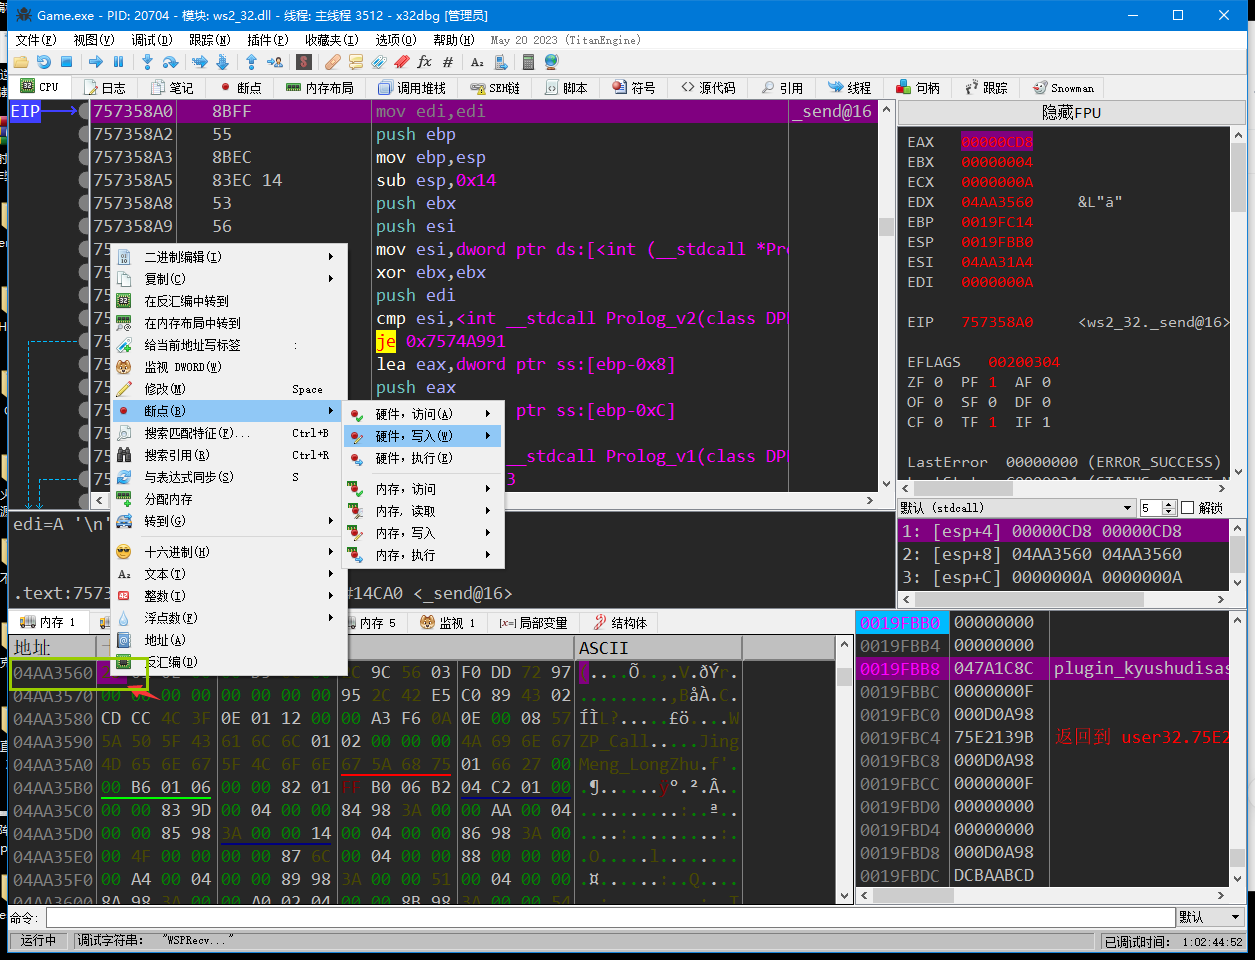 Game.exe - PID: 20704 - 模块: ws2_32.dll - 线程: 主线程 3512 - x32dbg [管理员]
文件(F) 视图(V) 调试(D) 跟踪(N) 插件(P) 收藏夹(I) 选项(O) 帮助(H) May 20 2023 (TitanEngine)
CPU 日志 笔记 断点 内存布局 调用堆栈 SEH链 脚本 符号 源代码 引用 线程 句柄 跟踪 Snowman
EIP 757358A0 8BFF mov edi,edi _send@16
757358A2 55 push ebp
757358A3 8BEC mov ebp,esp
757358A5 83EC 14 sub esp,0x14
757358A8 53 push ebx
757358A9 56 push esi
mov esi,dword ptr ds:[<int (__stdcall *Pr
xor ebx,ebx
push edi
cmp esi,<int __stdcall Prolog_v2(class DP
je 0x7574A991
lea eax,dword ptr ss:[ebp-0x8]
push eax
ptr ss:[ebp-0xC]
__stdcall Prolog_v1(class DP
3
二进制编辑(I)
复制(C)
在反汇编中转到
在内存布局中转到
给当前地址写标签 :
监视 DWORD(W)
修改(M) Space
断点(B)
搜索匹配特征(F)... Ctrl+B
搜索引用(R) Ctrl+R
与表达式同步(S) S
分配内存
转到(G)
十六进制(H)
文本(T)
整数(I)
浮点数(F)
地址(A)
反汇编(D)
硬件，访问(A)
硬件，写入(W)
硬件，执行(E)
内存，访问
内存，读取
内存，写入
内存，执行
隐藏FPU
EAX 00000CD8
EBX 00000004
ECX 0000000A
EDX 04AA3560 &L"ā"
EBP 0019FC14
ESP 0019FBB0
ESI 04AA31A4
EDI 0000000A
EIP 757358A0 <ws2_32._send@16>
EFLAGS 00200304
ZF 0 PF 1 AF 0
OF 0 SF 0 DF 0
CF 0 TF 1 IF 1
LastError 00000000 (ERROR_SUCCESS)
默认 (stdcall) 5 解锁
1: [esp+4] 00000CD8 00000CD8
2: [esp+8] 04AA3560 04AA3560
3: [esp+C] 0000000A 0000000A
edi=A '\n'
.text:7573
#14CA0 <_send@16>
内存 1 内存 5 监视 1 [x=] 局部变量 结构体
地址 ASCII
04AA3560 9C 56 03 F0 DD 72 97
04AA3570 00 00 00 00 00 00 00 00 00 95 2C 42 E5 C0 89 43 02
04AA3580 CD CC 4C 3F 0E 01 12 00 00 A3 F6 0A 0E 00 08 57 ÍÌL?.....£ö....W
04AA3590 5A 50 5F 43 61 6C 6C 01 02 00 00 00 4A 69 6E 67 ZP_Call.....Jing
04AA35A0 4D 65 6E 67 5F 4C 6F 6E 67 5A 68 75 01 66 27 00 Meng_LongZhu.f'.
04AA35B0 00 B6 01 06 00 00 82 01 FF B0 06 B2 04 C2 01 00 .¶......ÿ°.².Â..
04AA35C0 00 00 83 9D 00 04 00 00 84 98 3A 00 00 AA 00 04 ..........:..ª..
04AA35D0 00 00 85 98 3A 00 00 14 00 04 00 00 86 98 3A 00 ....:.........:.
04AA35E0 00 4F 00 00 00 00 87 6C 00 04 00 00 88 00 00 00 .O.....l........
04AA35F0 00 A4 00 04 00 00 89 98 3A 00 00 51 00 04 00 00 .¤......:..Q....
04AA3600 8A 98 3A 00 00 A0 02 04 00 00 8B 98 3A 00 00 54
0019FBB0 00000000
0019FBB4 00000000
0019FBB8 047A1C8C plugin_kyushudisas
0019FBBC 0000000F
0019FBC0 000D0A98
0019FBC4 75E2139B 返回到 user32.75E2
0019FBC8 000D0A98
0019FBCC 0000000F
0019FBD0 00000000
0019FBD4 00000000
0019FBD8 000D0A98
0019FBDC DCBAABCD
命令: 默认
运行中 调试字符串: "WSPRecv..." 已调试时间: 1:02:44:52